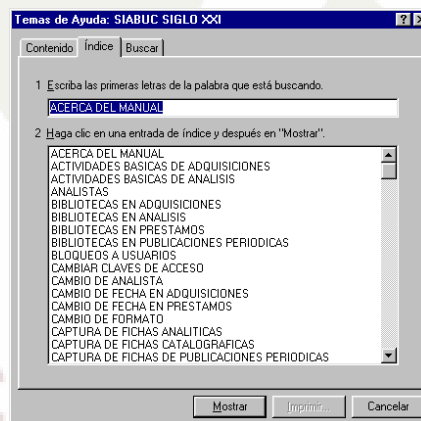 Temas de Ayuda: SIABUC SIGLO XXI
Contenido Índice Buscar
1 Escriba las primeras letras de la palabra que está buscando.
ACERCA DEL MANUAL
2 Haga clic en una entrada de índice y después en "Mostrar".
ACERCA DEL MANUAL
ACTIVIDADES BASICAS DE ADQUISICIONES
ACTIVIDADES BASICAS DE ANALISIS
ANALISTAS
BIBLIOTECAS EN ADQUISICIONES
BIBLIOTECAS EN ANALISIS
BIBLIOTECAS EN PRESTAMOS
BIBLIOTECAS EN PUBLICACIONES PERIODICAS
BLOQUEOS A USUARIOS
CAMBIAR CLAVES DE ACCESO
CAMBIO DE ANALISTA
CAMBIO DE FECHA EN ADQUISICIONES
CAMBIO DE FECHA EN PRESTAMOS
CAMBIO DE FORMATO
CAPTURA DE FICHAS ANALITICAS
CAPTURA DE FICHAS CATALOGRAFICAS
CAPTURA DE FICHAS DE PUBLICACIONES PERIODICAS
Mostrar Imprimir... Cancelar